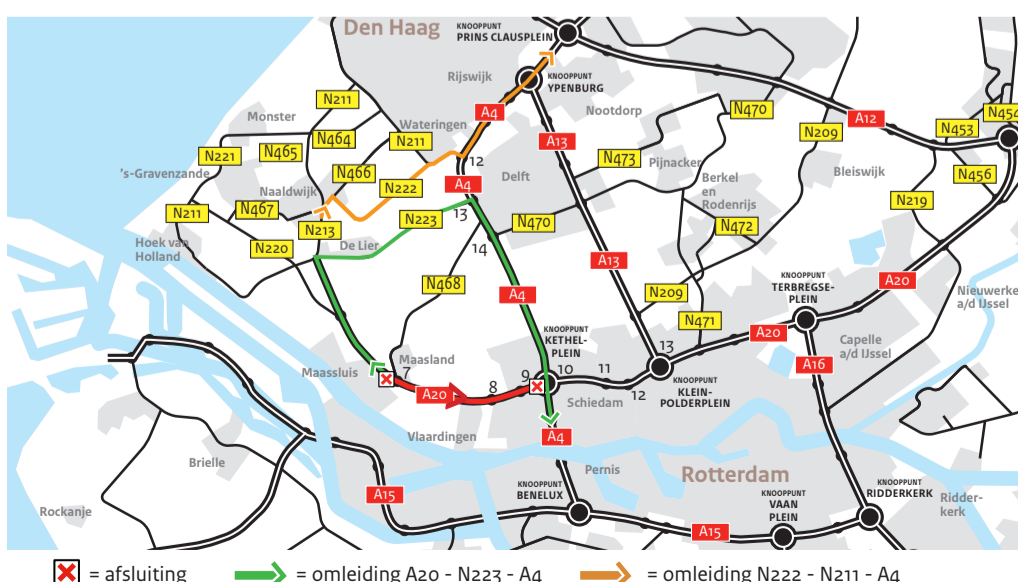 Den Haag
KNOOPPUNT
PRINS CLAUSPLEIN
Rijswijk
KNOOPPUNT
YPENBURG
N211
Nootdorp
N470
A4
A12
N454
Monster
Wateringen
N464
N211
A13
N209
N453
N465
N221
N466
12
N473
Pijnacker
Bleiswijk
N456
's-Gravenzande
Naaldwijk
N222
A4
Delft
Berkel
en
Rodenrijs
N219
N211
N467
13
N223
N470
N472
N213
Hoek van
Holland
N220
De Lier
14
A13
KNOOPPUNT
TERBREGSE-
PLEIN
A20
N468
A4
N209
Nieuwerke
a/d IJssel
N471
KNOOPPUNT
KETHEL-
PLEIN
13
A20
Capelle
a/d IJssel
Maassluis
Maasland
7
9
10
11
A16
8
A20
12
KNOOPPUNT
KLEIN-
POLDERPLEIN
Schiedam
Vlaardingen
A4
Brielle
Pernis
Rotterdam
KNOOPPUNT
BENELUX
KNOOPPUNT
VAAN
PLEIN
KNOOPPUNT
RIDDERKERK
Ridder-
kerk
A15
Rockanje
A15
= afsluiting
= omleiding A20 - N223 - A4
= omleiding N222 - N211 - A4